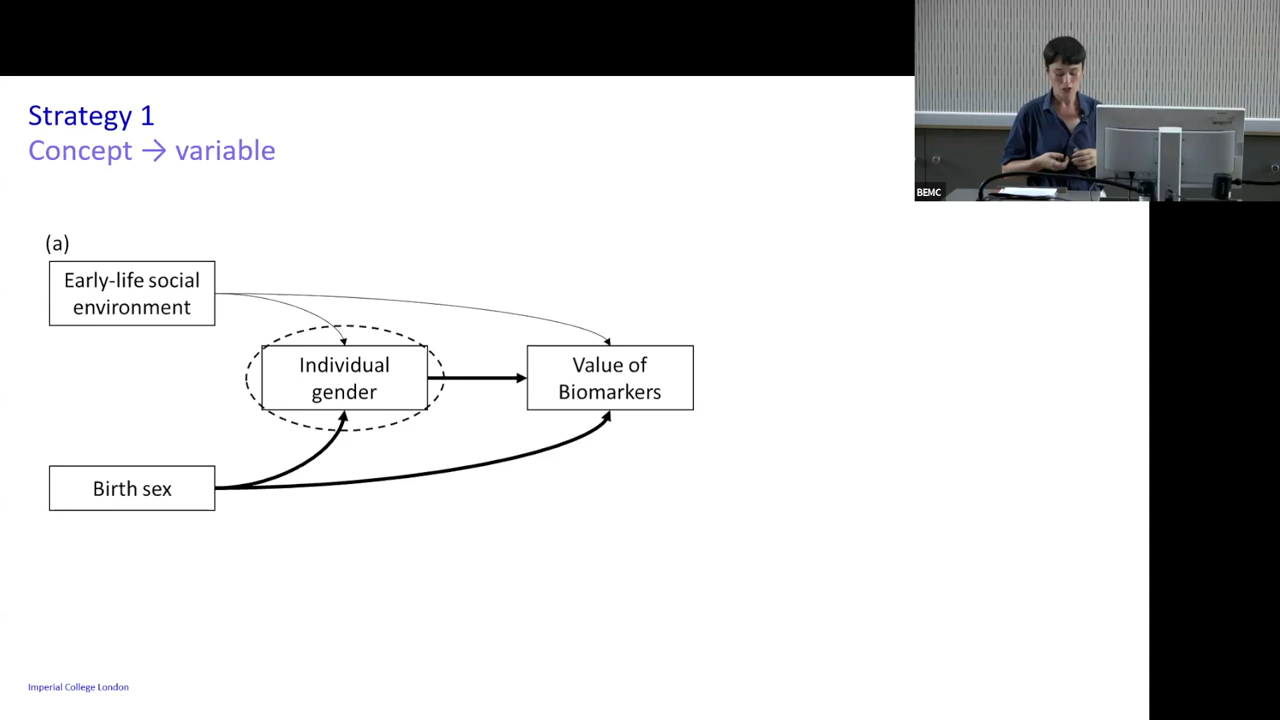 Strategy 1
Concept → variable
BEMC
(a)
Early-life social
environment
Individual
gender
Value of
Biomarkers
Birth sex
Imperial College London